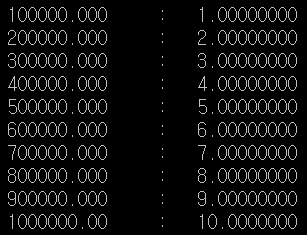 100000.000 : 1.00000000
200000.000 : 2.00000000
300000.000 : 3.00000000
400000.000 : 4.00000000
500000.000 : 5.00000000
600000.000 : 6.00000000
700000.000 : 7.00000000
800000.000 : 8.00000000
900000.000 : 9.00000000
1000000.00 : 10.0000000